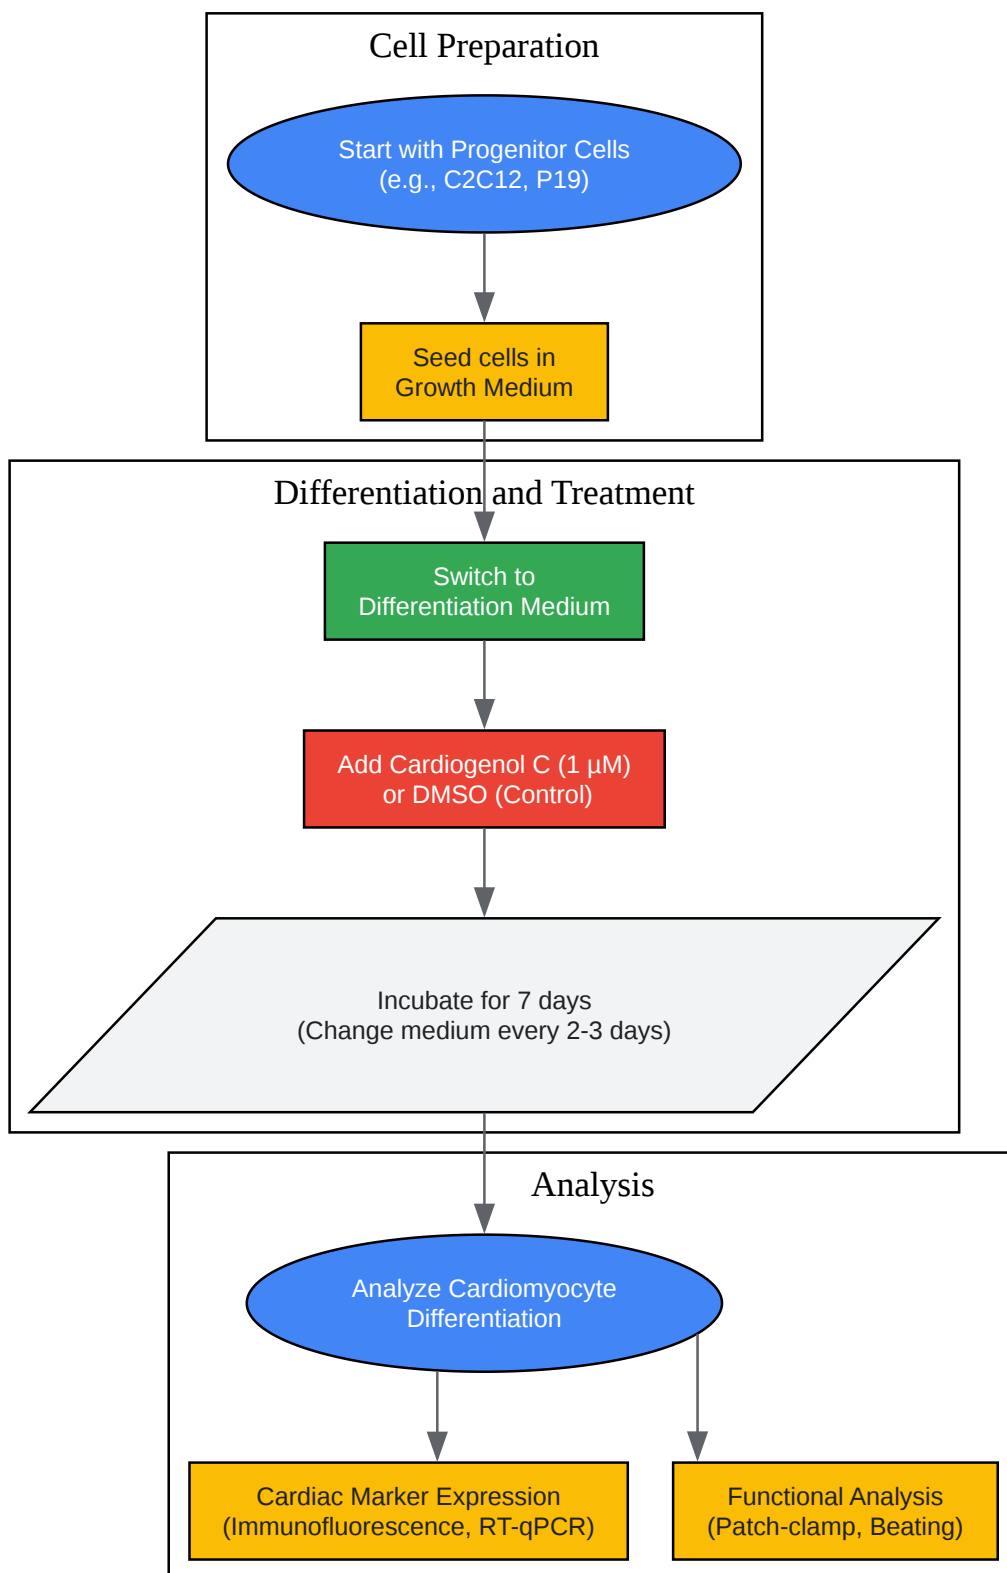 Cell Preparation
Start with Progenitor Cells
(e.g., C2C12, P19)
Seed cells in
Growth Medium
Differentiation and Treatment
Switch to
Differentiation Medium
Add Cardiogenol C (1 µM)
or DMSO (Control)
Incubate for 7 days
(Change medium every 2-3 days)
Analysis
Analyze Cardiomyocyte
Differentiation
Cardiac Marker Expression
(Immunofluorescence, RT-qPCR)
Functional Analysis
(Patch-clamp, Beating)